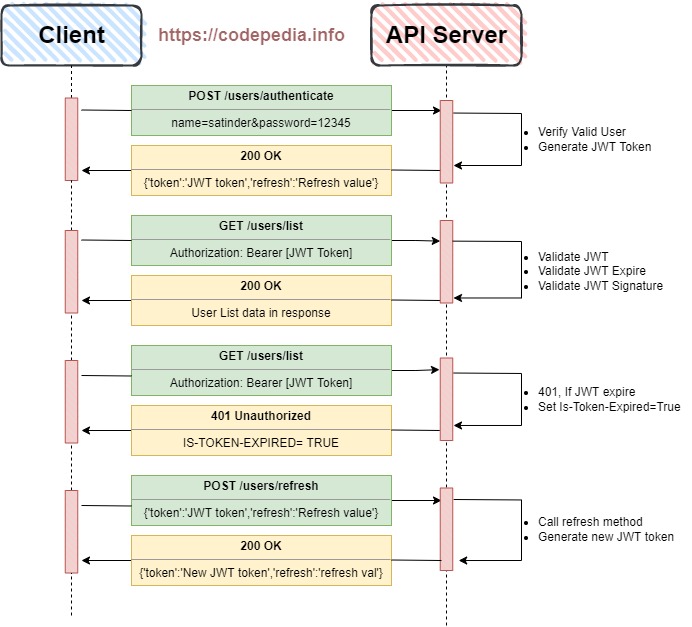 Client
https://codepedia.info
API Server
POST /users/authenticate
name=satinder&password=12345
• Verify Valid User
• Generate JWT Token
200 OK
{'token':'JWT token','refresh':'Refresh value'}
GET /users/list
Authorization: Bearer [JWT Token]
• Validate JWT
• Validate JWT Expire
• Validate JWT Signature
200 OK
User List data in response
GET /users/list
Authorization: Bearer [JWT Token]
• 401, If JWT expire
• Set Is-Token-Expired=True
401 Unauthorized
IS-TOKEN-EXPIRED= TRUE
POST /users/refresh
{'token':'JWT token','refresh':'Refresh value'}
• Call refresh method
• Generate new JWT token
200 OK
{'token':'New JWT token','refresh':'refresh val'}